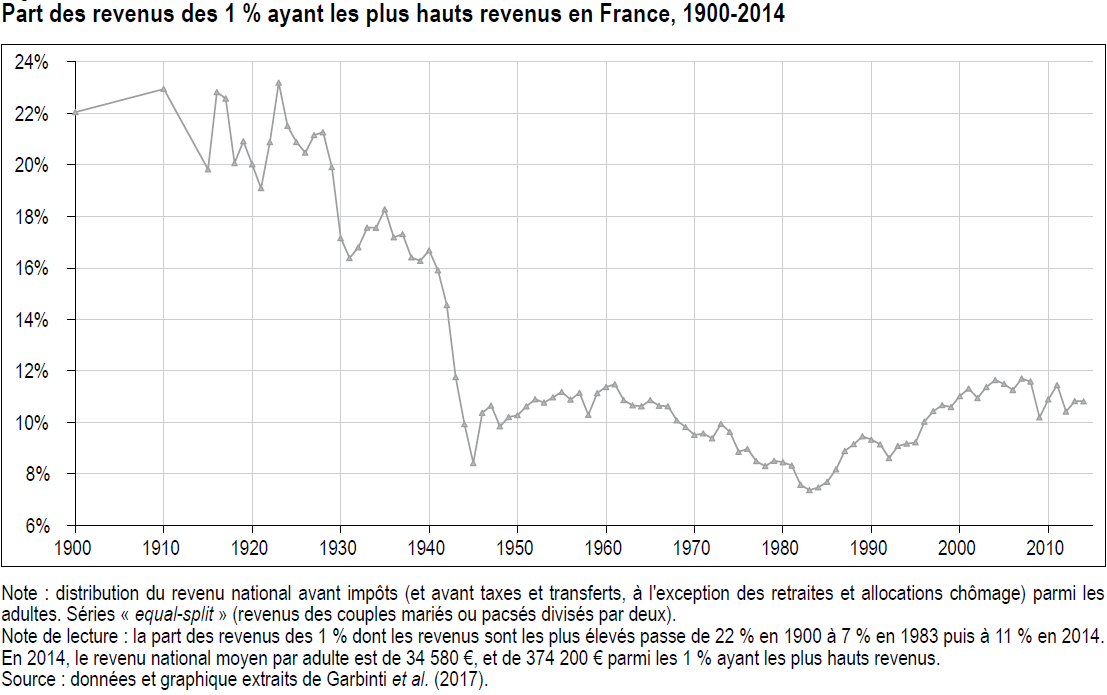 Part des revenus des 1 % ayant les plus hauts revenus en France, 1900-2014
24%
22%
20%
18%
16%
14%
12%
10%
8%
6%
1900 1910 1920 1930 1940 1950 1960 1970 1980 1990 2000 2010
Note : distribution du revenu national avant impôts (et avant taxes et transferts, à l'exception des retraites et allocations chômage) parmi les
adultes. Séries « equal-split » (revenus des couples mariés ou pacsés divisés par deux).
Note de lecture : la part des revenus des 1 % dont les revenus sont les plus élevés passe de 22 % en 1900 à 7 % en 1983 puis à 11 % en 2014.
En 2014, le revenu national moyen par adulte est de 34 580 €, et de 374 200 € parmi les 1 % ayant les plus hauts revenus.
Source : données et graphique extraits de Garbinti et al. (2017).